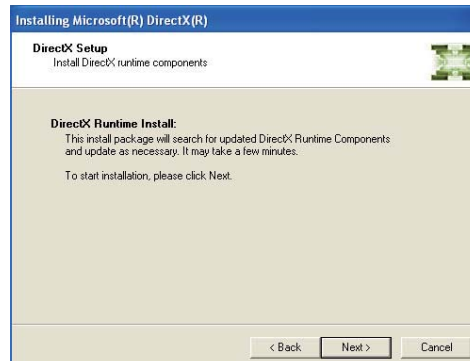 Installing Microsoft(R) DirectX(R)
DirectX Setup
Install DirectX runtime components
DirectX Runtime Install:
This install package will search for updated DirectX Runtime Components
and update as necessary. It may take a few minutes.
To start installation, please click Next.
< Back Next > Cancel